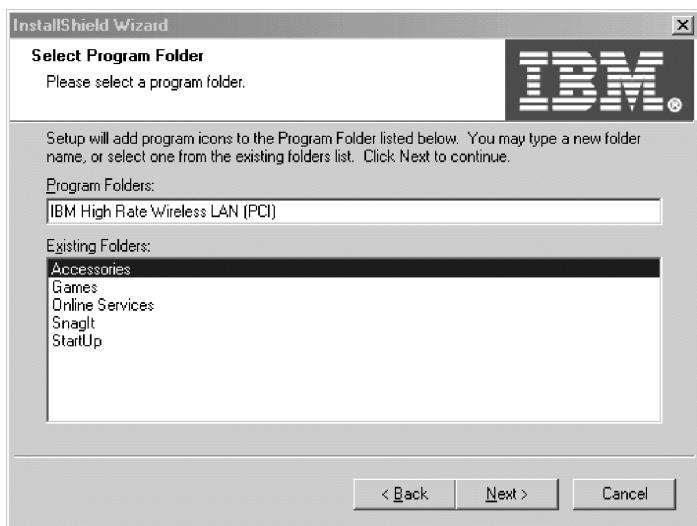 InstallShield Wizard
Select Program Folder
Please select a program folder.
IBM®
Setup will add program icons to the Program Folder listed below. You may type a new folder
name, or select one from the existing folders list. Click Next to continue.
Program Folders:
IBM High Rate Wireless LAN (PCI)
Existing Folders:
Accessories
Games
Online Services
SnagIt
StartUp
< Back
Next >
Cancel